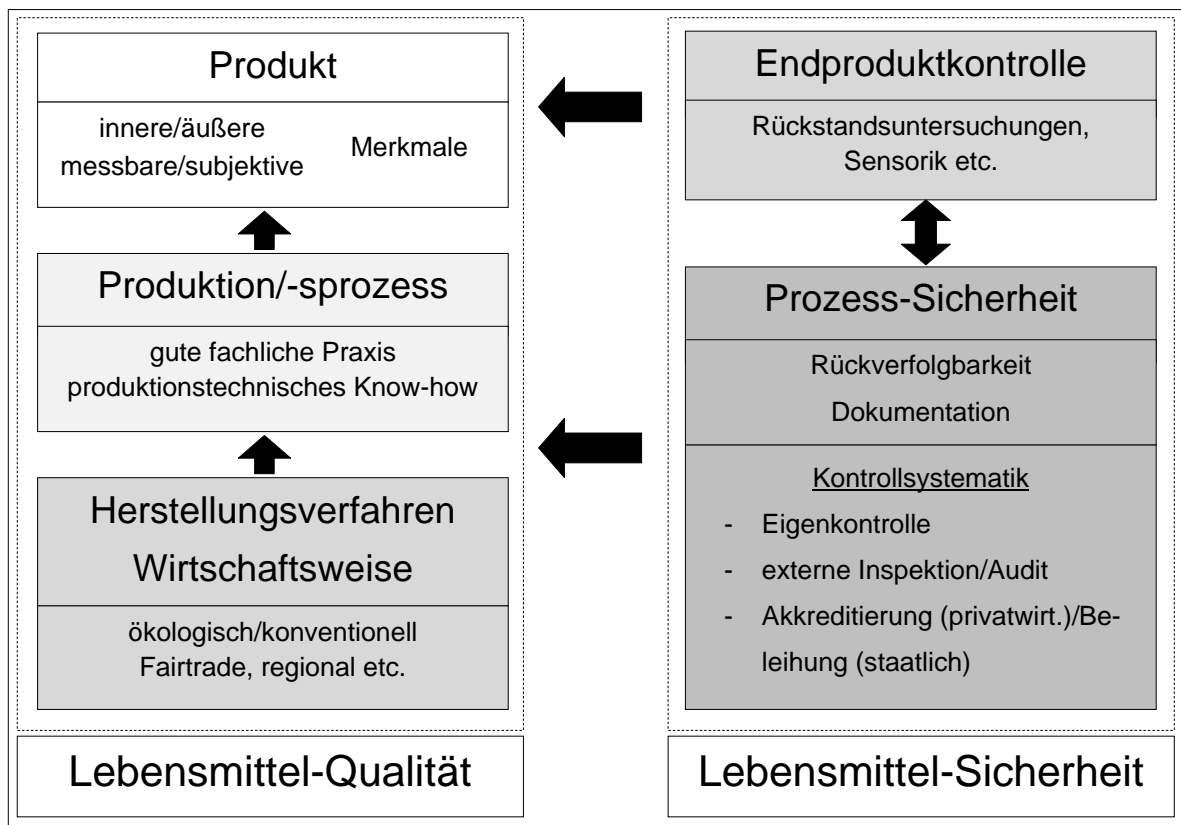 Produkt
innere/äußere
messbare/subjektive
Merkmale
Produktion/-sprozess
gute fachliche Praxis
produktionstechnisches Know-how
Herstellungsverfahren
Wirtschaftsweise
ökologisch/konventionell
Fairtrade, regional etc.
Lebensmittel-Qualität
Endproduktkontrolle
Rückstandsuntersuchungen,
Sensorik etc.
Prozess-Sicherheit
Rückverfolgbarkeit
Dokumentation
Kontrollsystematik
- Eigenkontrolle
- externe Inspektion/Audit
- Akkreditierung (privatwirt.)/Be-
leihung (staatlich)
Lebensmittel-Sicherheit